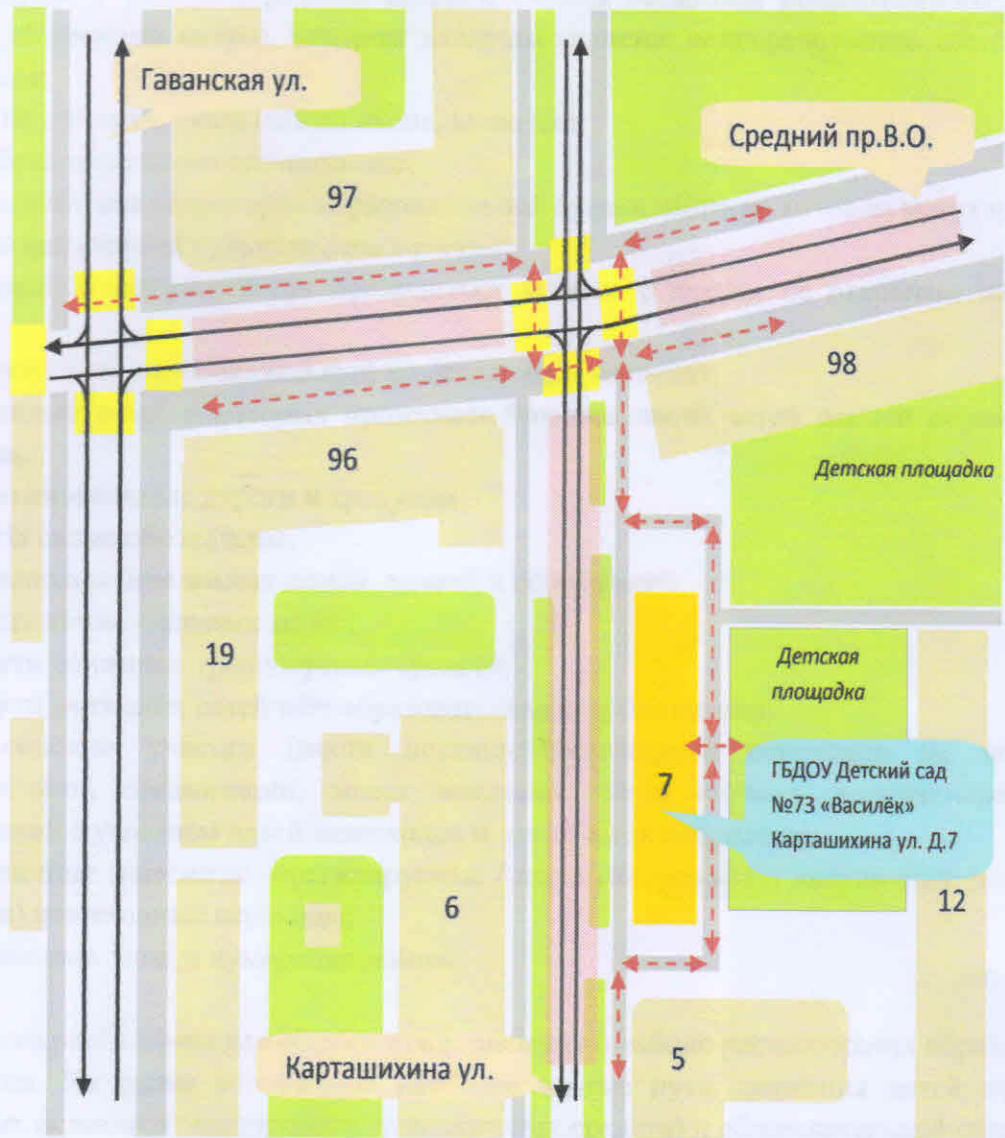 Гаванская ул.
Средний пр.В.О.
97
98
96
Детская площадка
19
Детская
площадка
7
ГБДОУ Детский сад
№73 «Василёк»
Карташихина ул. Д.7
6
12
5
Карташихина ул.